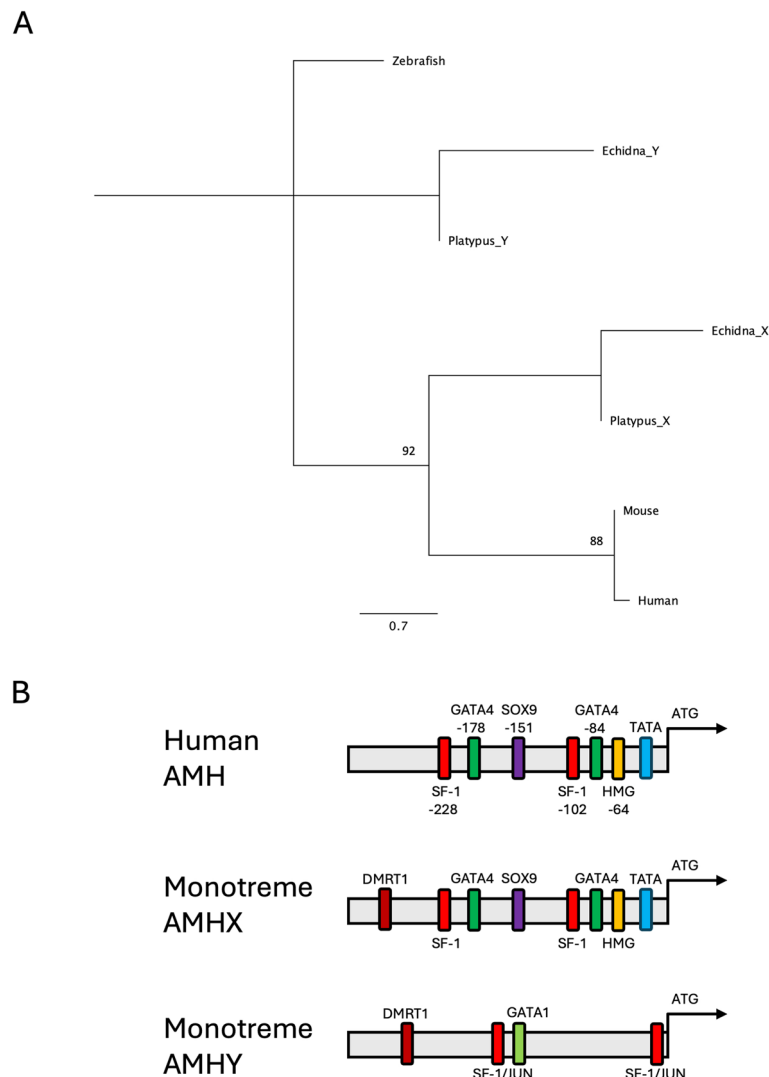 A
Zebrafish
Echidna_Y
Platypus_Y
Echidna_X
Platypus_X
92
Mouse
88
Human
0.7
B
GATA4 SOX9 GATA4
-178 -151 -84 TATA ATG
Human
AMH
SF-1 SF-1 HMG
-228 -102 -64
ATG
DMRT1 GATA4 SOX9 GATA4 TATA
Monotreme
AMHX
SF-1 SF-1 HMG
ATG
DMRT1 GATA1
Monotreme
AMHY
SF-1/JUN SF-1/JUN